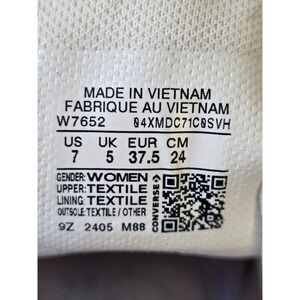 MADE IN VIETNAM
FABRIQUE AU VIETNAM
W7652 04XMDC71C0SVH
US UK EUR CM
7 5 37.5 24
GENDER: WOMEN
UPPER: TEXTILE
LINING: TEXTILE
OUTSOLE: TEXTILE / OTHER
CONVERSE
9Z 2405 M88